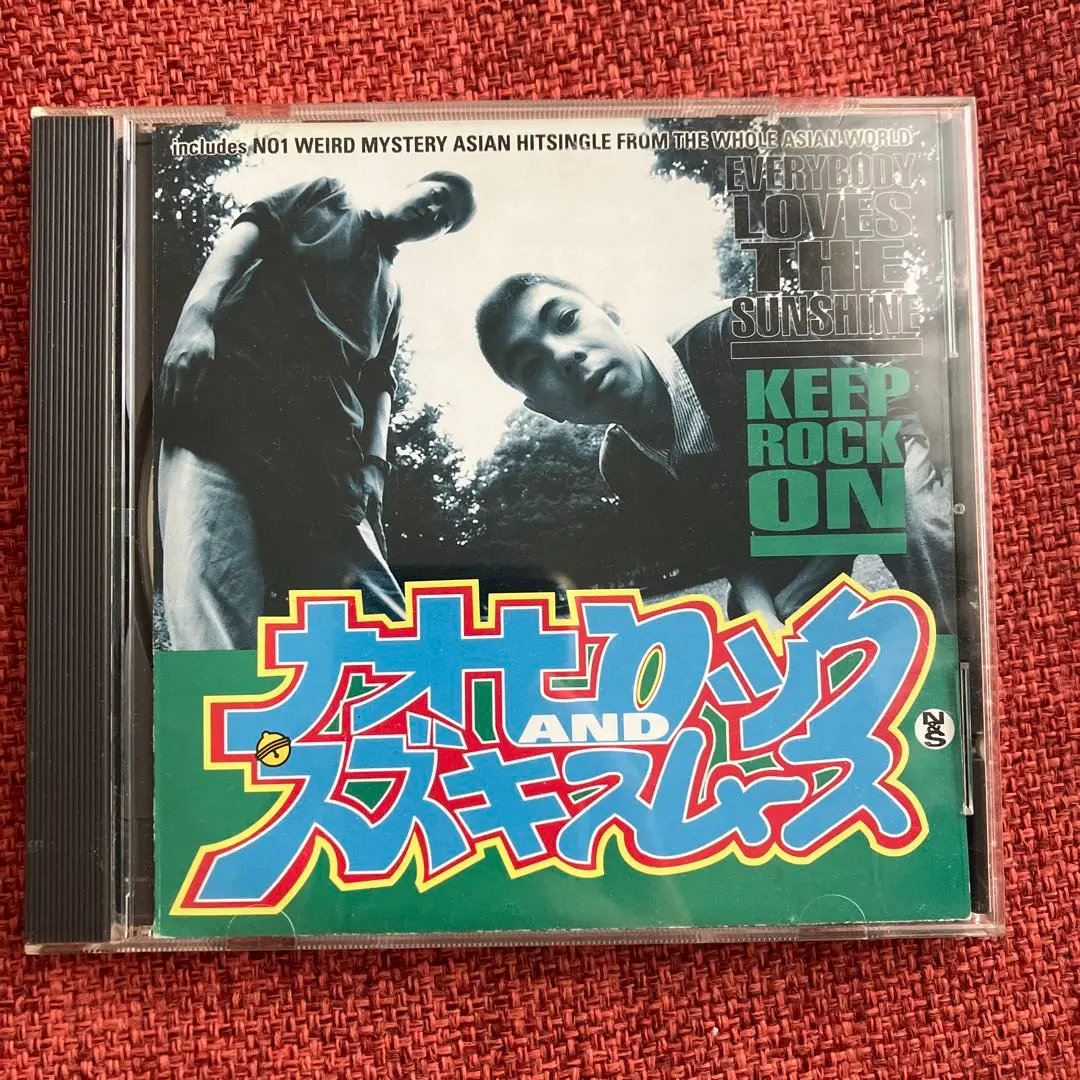 includes NO1 WEIRD MYSTERY ASIAN HITSINGLE FROM THE WHOLE ASIAN WORLD
EVERYBODY
LOVES
THE
SUNSHINE
KEEP
ROCK
ON
ナオヒロック
AND
スズキスムース
N&S